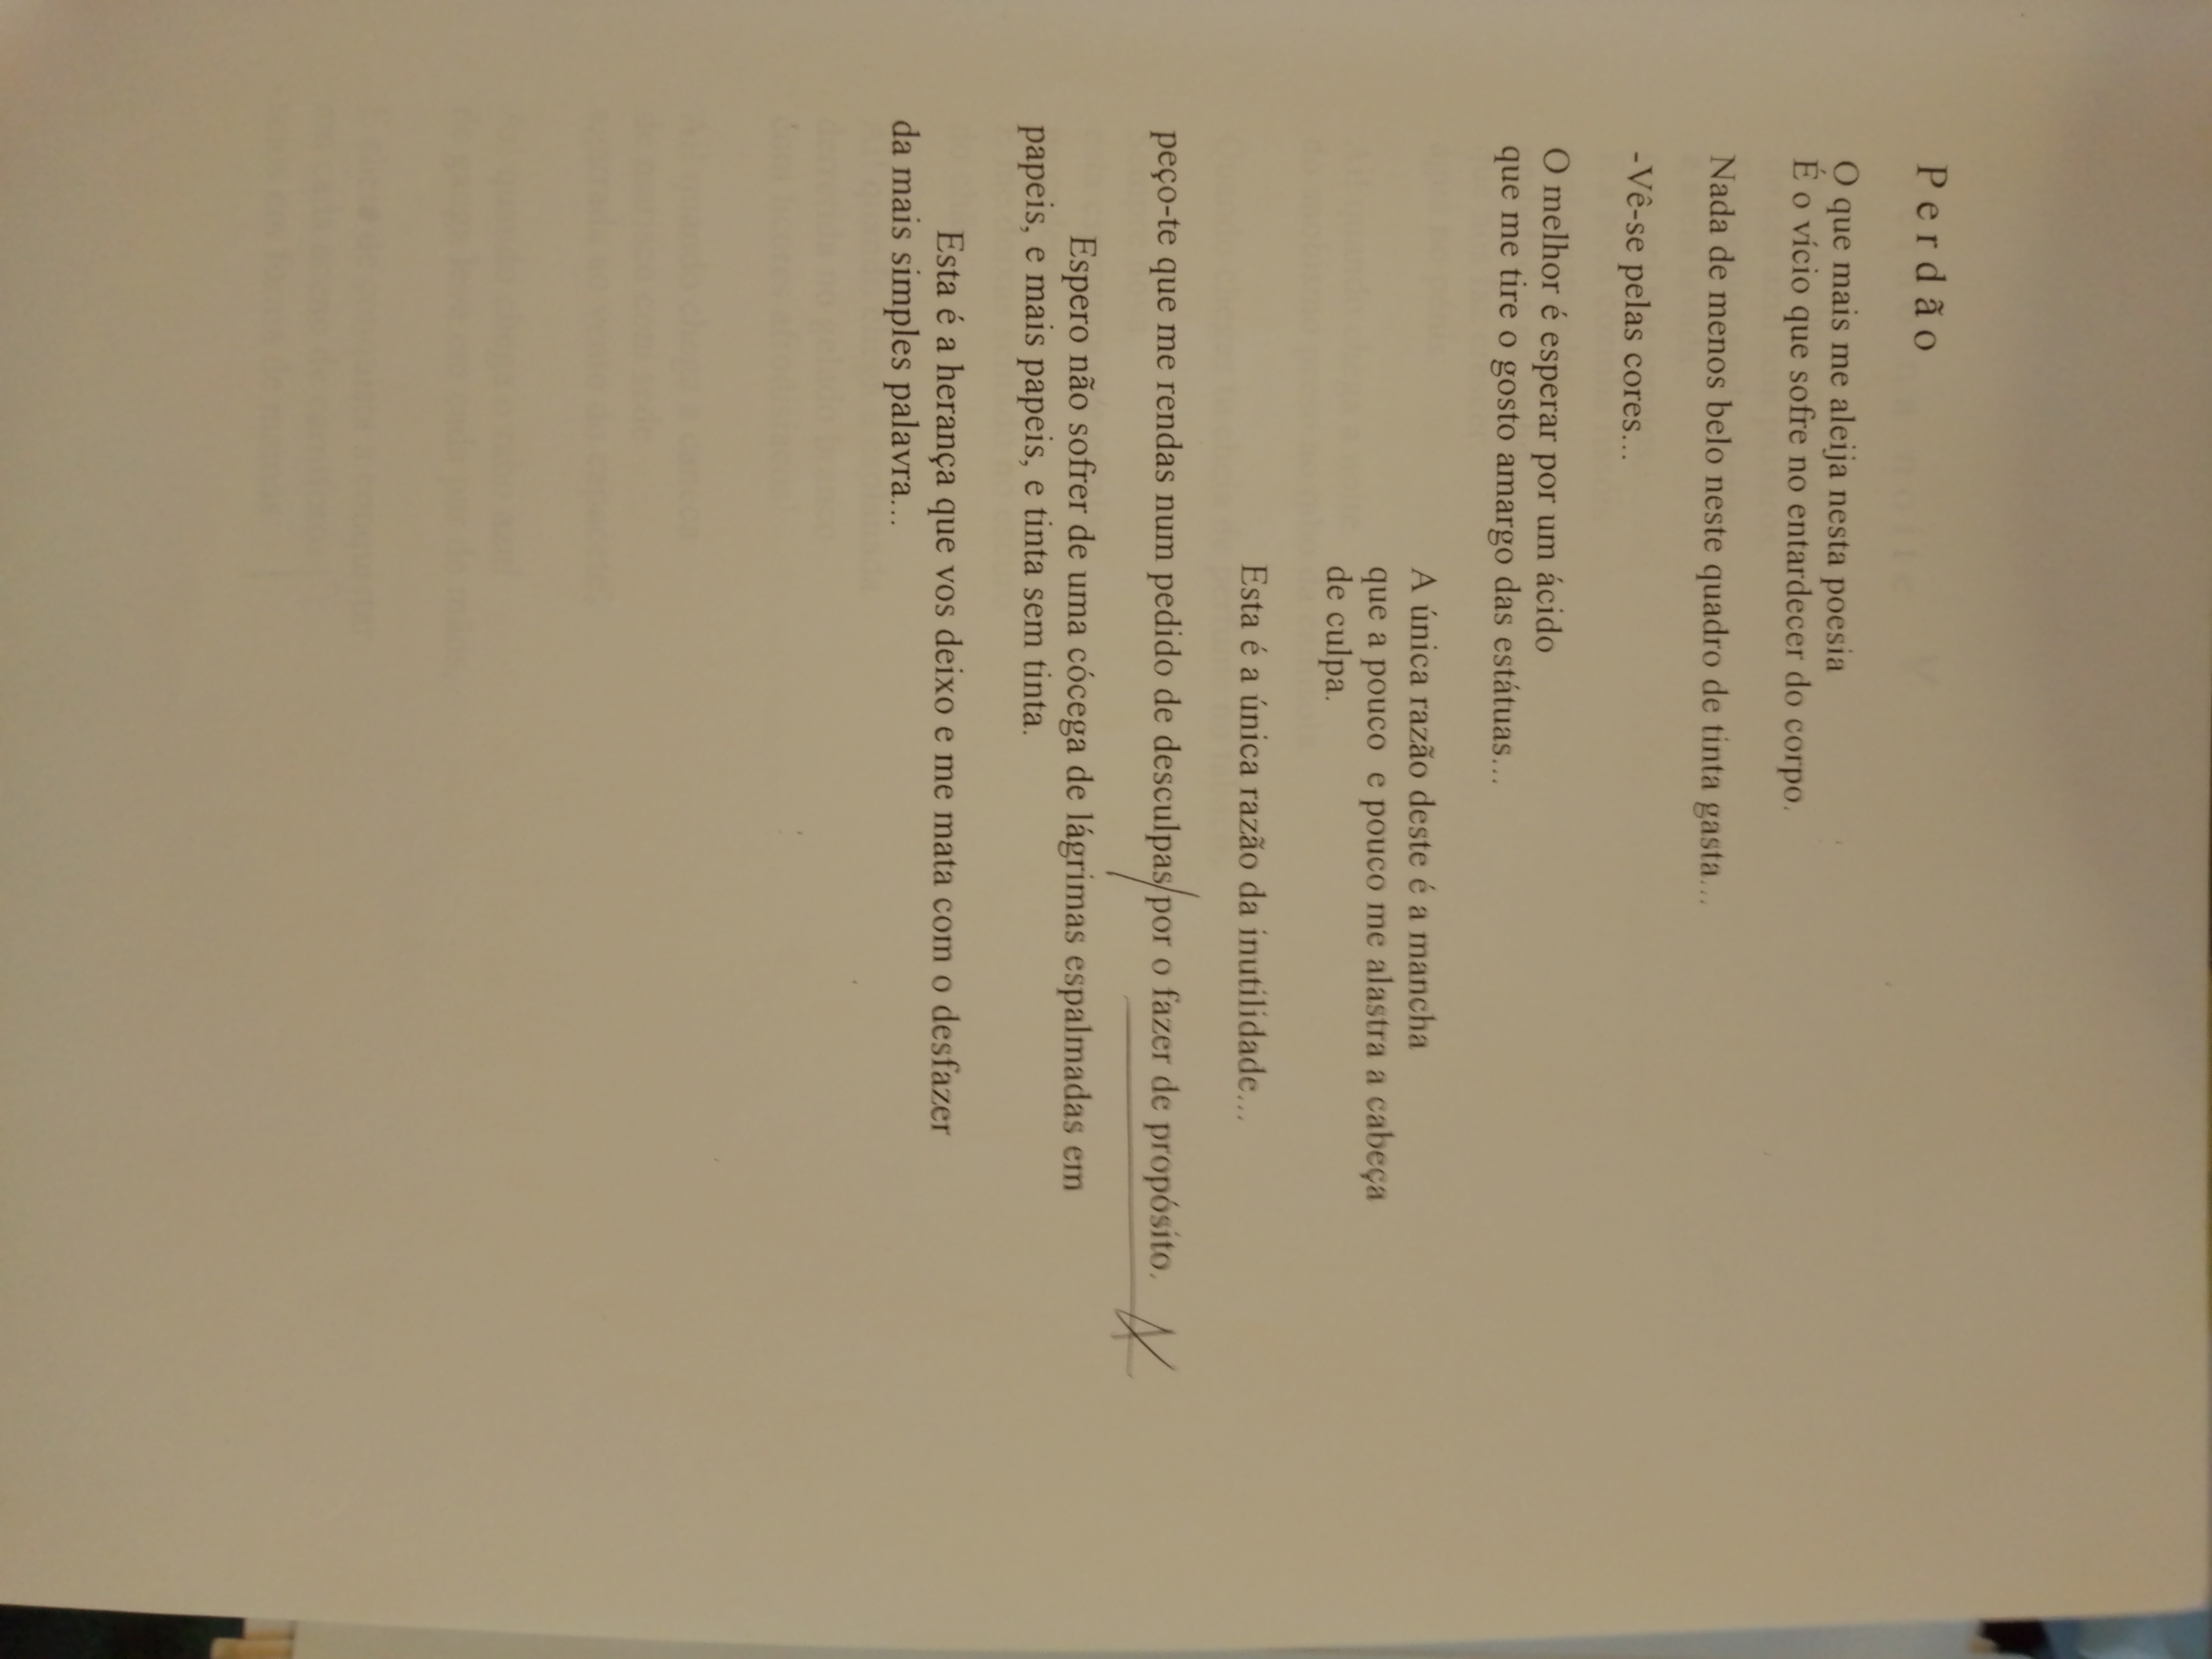 Perdão
O que mais me aleija nesta poesia
É o vício que sofre no entardecer do corpo.
Nada de menos belo neste quadro de tinta gasta...
-Vê-se pelas cores...
O melhor é esperar por um ácido
que me tire o gosto amargo das estátuas...
A única razão deste é a mancha
que a pouco e pouco me alastra a cabeça
de culpa.
Esta é a única razão da inutilidade...
peço-te que me rendas num pedido de desculpas/por o fazer de propósito.
Espero não sofrer de uma cócega de lágrimas espalmadas em
papeis, e mais papeis, e tinta sem tinta.
Esta é a herança que vos deixo e me mata com o desfazer
da mais simples palavra...